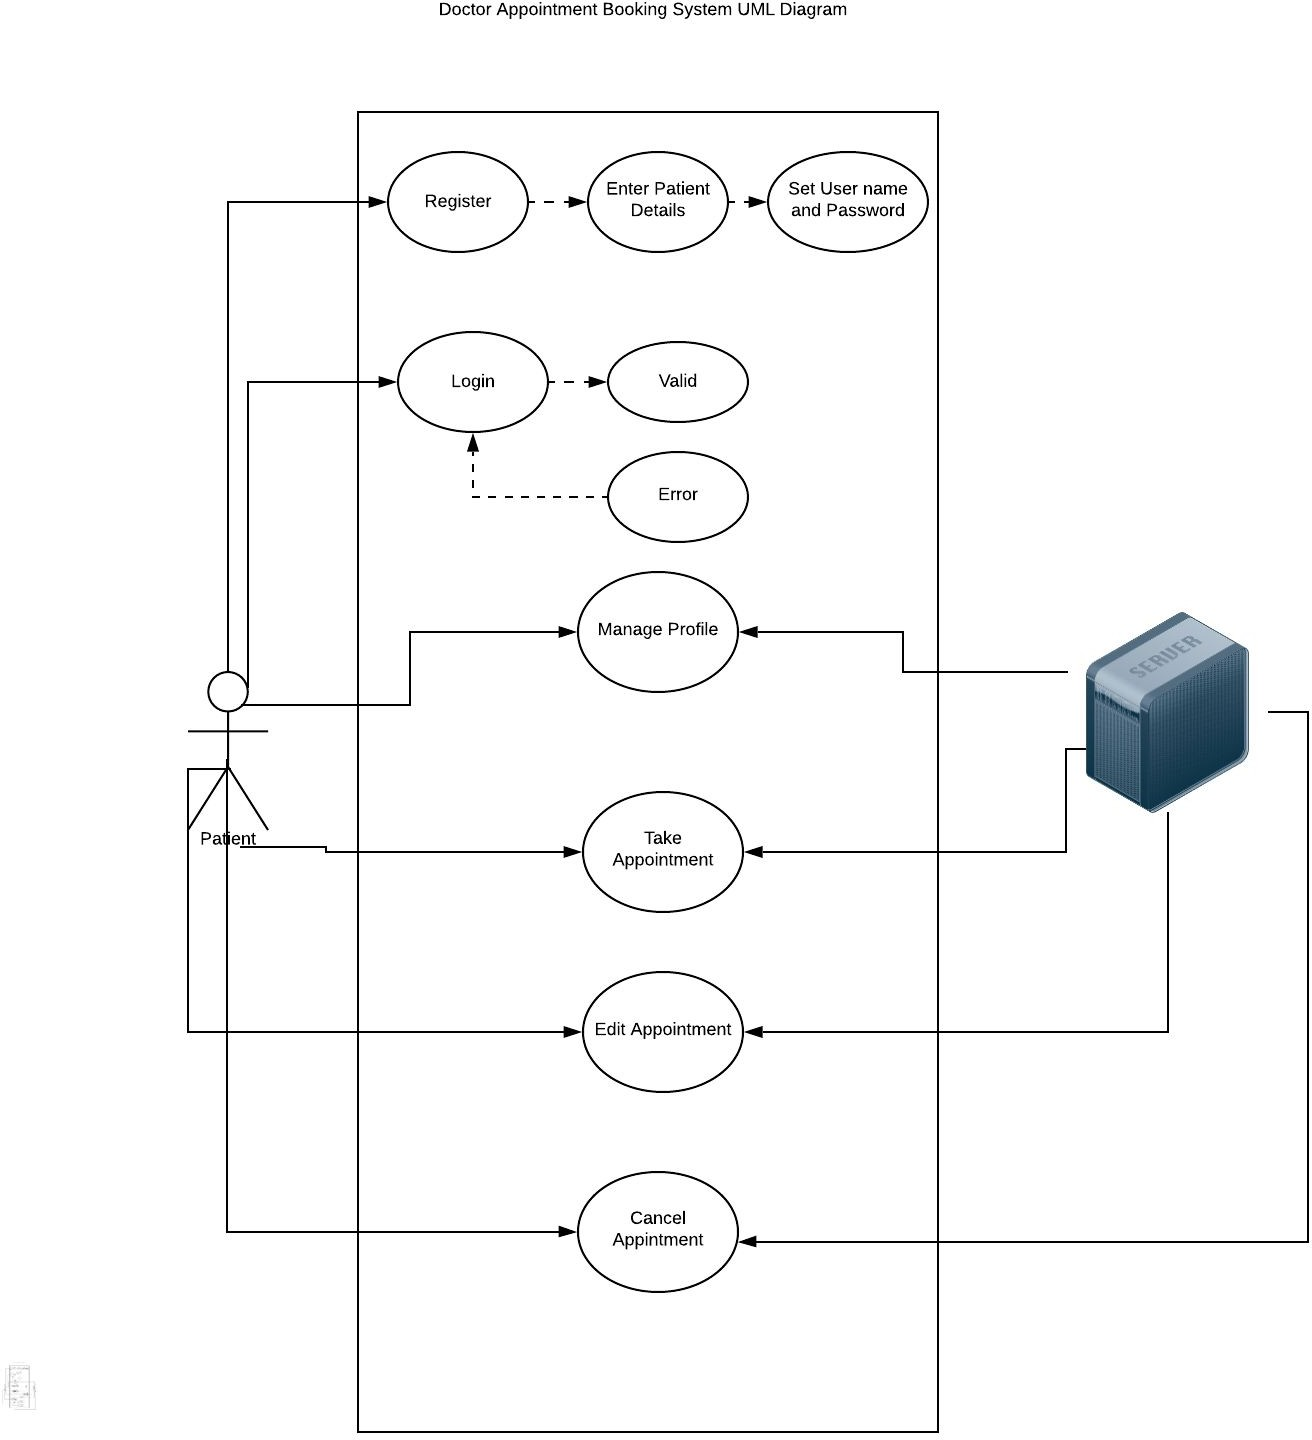 Doctor Appointment Booking System UML Diagram
Register
Enter Patient
Details
Set User name
and Password
Login
Valid
Error
Manage Profile
SERVER
Take
Appointment
Patient
Edit Appointment
Cancel
Appintment